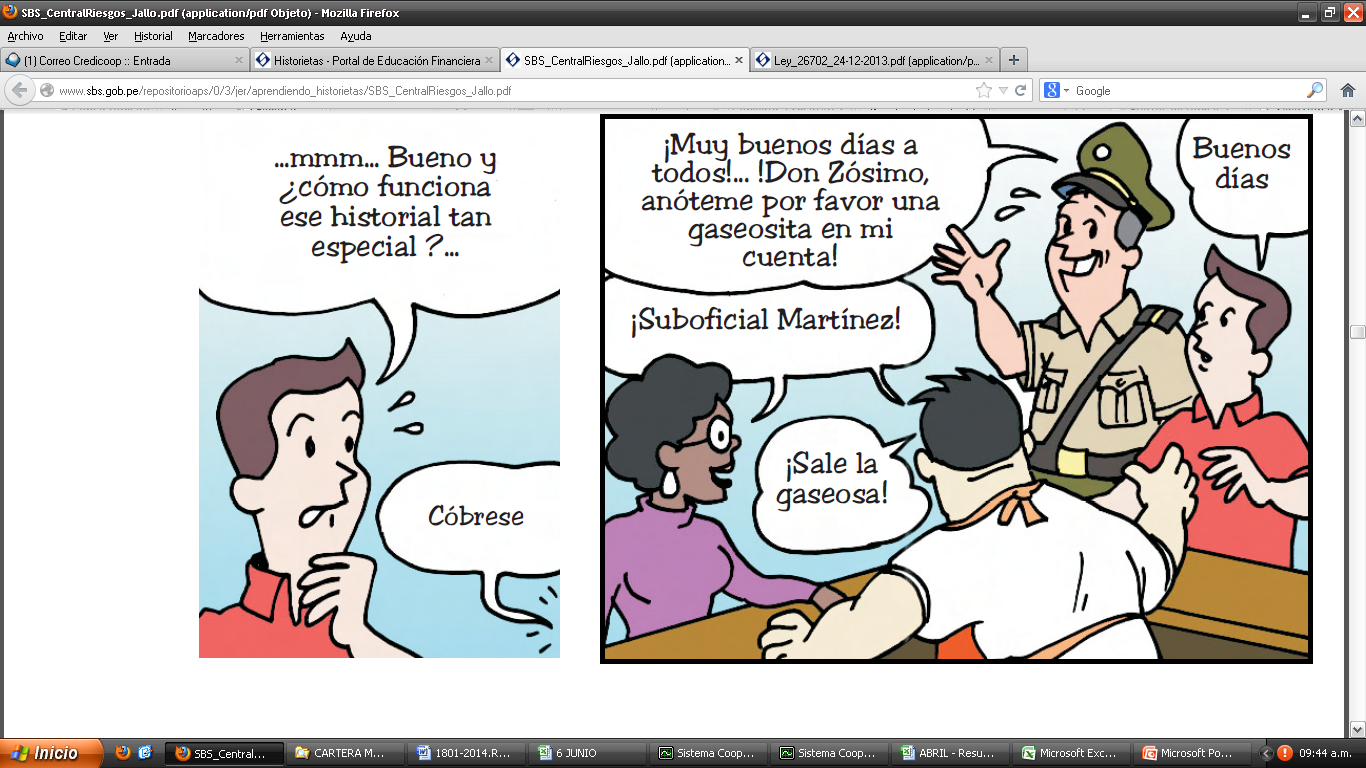 SBS_CentralRiesgos_Jallo.pdf (application/pdf Objeto) - Mozilla Firefox
Archivo Editar Ver Historial Marcadores Herramientas Ayuda
(1) Correo Credicoop :: Entrada
Historietas - Portal de Educación Financiera
SBS_CentralRiesgos_Jallo.pdf (application...
Ley_26702_24-12-2013.pdf (application/p...
www.sbs.gob.pe/repositorioaps/0/3/jer/aprendiendo_historietas/SBS_CentralRiesgos_Jallo.pdf
Google
...mmm... Bueno y
¿cómo funciona
ese historial tan
especial ?...
Cóbrese
¡Muy buenos días a
todos!... !Don Zósimo,
anóteme por favor una
gaseosita en mi
cuenta!
Buenos
días
¡Suboficial Martínez!
¡Sale la
gaseosa!
Inicio
SBS_Central...
CARTERA M...
1801-2014.R...
6 JUNIO
Sistema Coop...
Sistema Coop...
ABRIL - Resu...
Microsoft Exc...
Microsoft Po...
09:44 a.m.